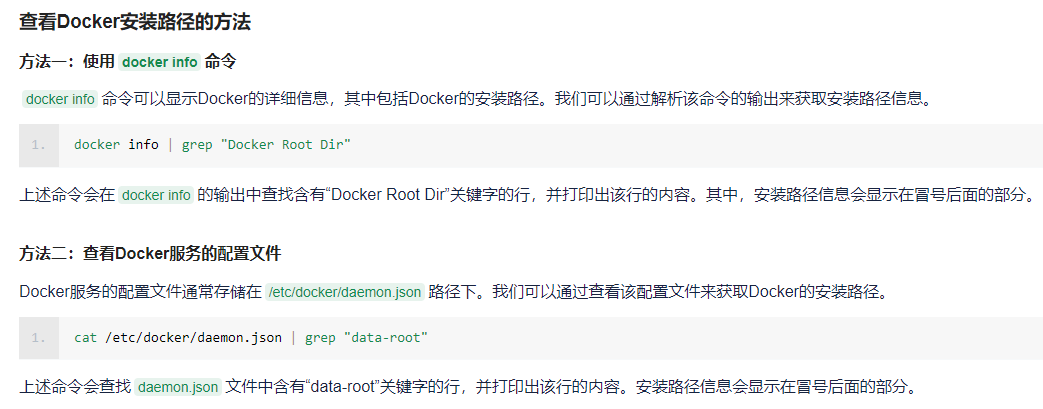 查看Docker安装路径的方法
方法一：使用 docker info 命令
docker info 命令可以显示Docker的详细信息，其中包括Docker的安装路径。我们可以通过解析该命令的输出来获取安装路径信息。
1. docker info | grep "Docker Root Dir"
上述命令会在 docker info 的输出中查找含有“Docker Root Dir”关键字的行，并打印出该行的内容。其中，安装路径信息会显示在冒号后面的部分。
方法二：查看Docker服务的配置文件
Docker服务的配置文件通常存储在 /etc/docker/daemon.json 路径下。我们可以通过查看该配置文件来获取Docker的安装路径。
1. cat /etc/docker/daemon.json | grep "data-root"
上述命令会查找 daemon.json 文件中含有“data-root”关键字的行，并打印出该行的内容。安装路径信息会显示在冒号后面的部分。